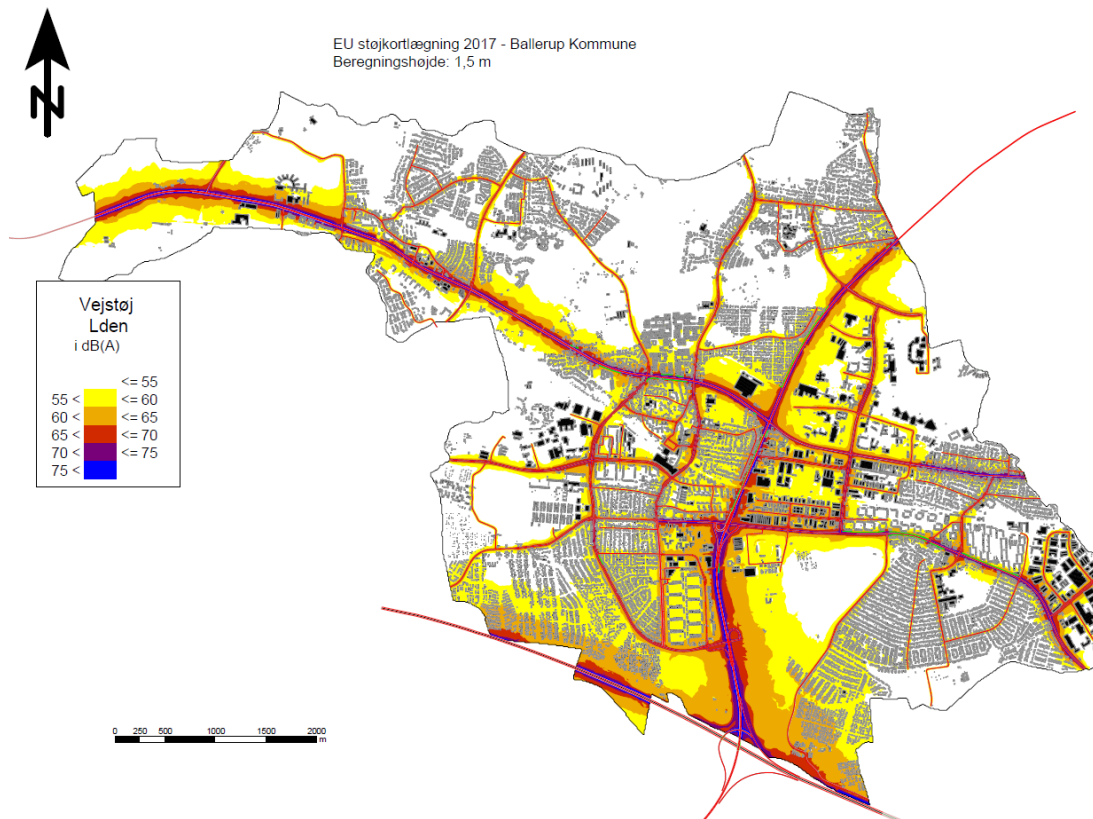 EU støjkortlægning 2017 - Ballerup Kommune
Beregningshøjde: 1,5 m
N
Vejstøj
Lden
i dB(A)
<= 55
55 < <= 60
60 < <= 65
65 < <= 70
70 < <= 75
75 <
0 250 500 1000 1500 2000
m